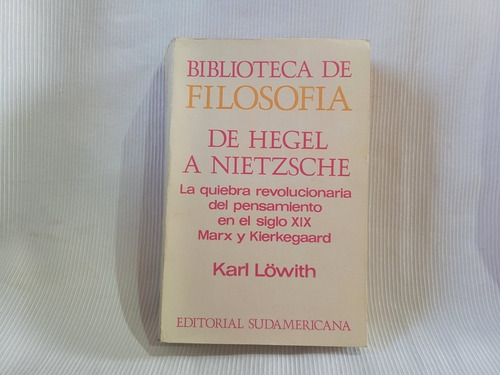 BIBLIOTECA DE
FILOSOFIA
DE HEGEL
A NIETZSCHE
La quiebra revolucionaria
del pensamiento
en el siglo XIX
Marx y Kierkegaard
Karl Löwith
EDITORIAL SUDAMERICANA